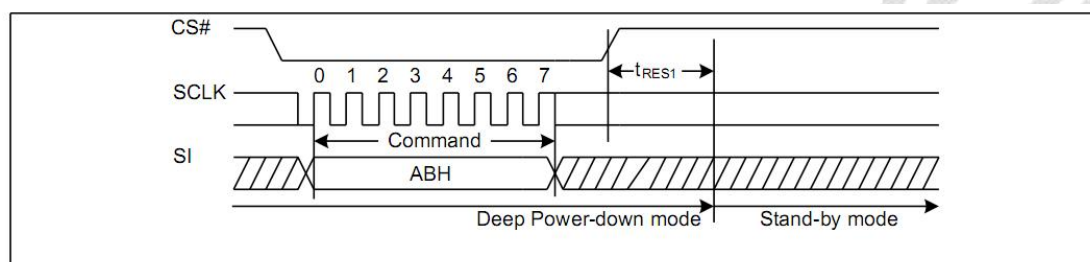 CS#
tRES1
0 1 2 3 4 5 6 7
SCLK
Command
SI
ABH
Deep Power-down mode Stand-by mode